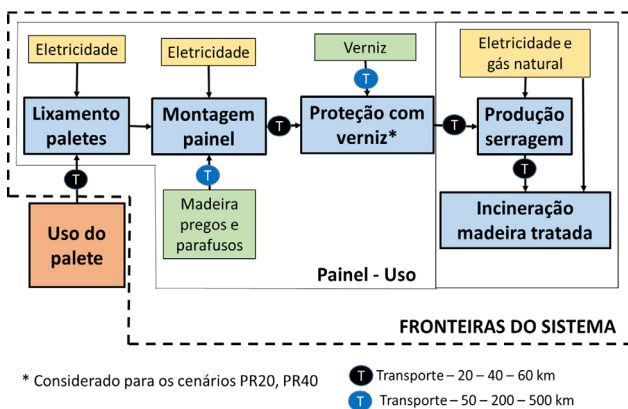 Eletricidade
Eletricidade
Verniz
Eletricidade e
gás natural
T
Lixamento
paletes
Montagem
painel
T
Proteção com
verniz*
T
Produção
serragem
T
T
T
Uso do
palete
Madeira
pregos e
parafusos
Incineração
madeira tratada
Painel - Uso
FRONTEIRAS DO SISTEMA
* Considerado para os cenários PR20, PR40
T Transporte – 20 – 40 – 60 km
T Transporte – 50 – 200 – 500 km